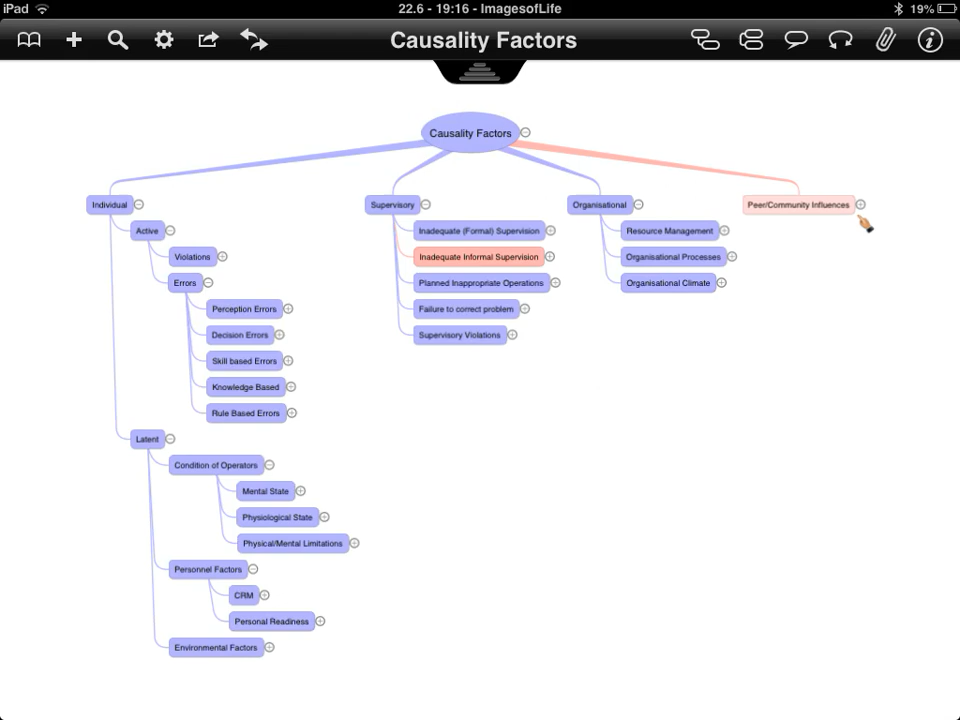 iPad
22.6 - 19:16 - ImagesofLife
19%
Causality Factors
Causality Factors
Individual
Active
Violations
Errors
Perception Errors
Decision Errors
Skill based Errors
Knowledge Based
Rule Based Errors
Latent
Condition of Operators
Mental State
Physiological State
Physical/Mental Limitations
Personnel Factors
CRM
Personal Readiness
Environmental Factors
Supervisory
Inadequate (Formal) Supervision
Inadequate Informal Supervision
Planned Inappropriate Operations
Failure to correct problem
Supervisory Violations
Organisational
Resource Management
Organisational Processes
Organisational Climate
Peer/Community Influences